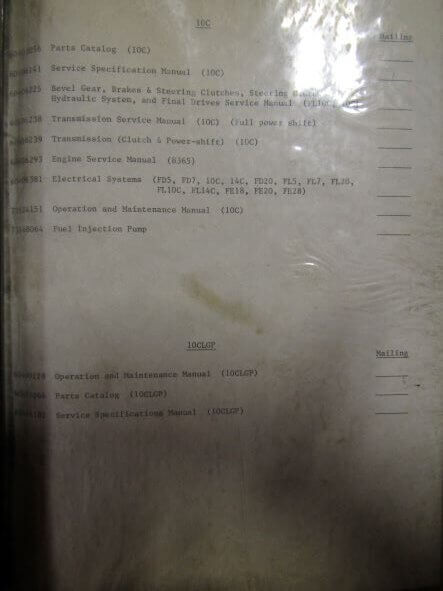 10C
Mailing
Parts Catalog (10C)
Service Specification Manual (10C)
Bevel Gear, Brakes & Steering Clutches, Steering
Hydraulic System, and Final Drives Service Manual
Transmission Service Manual (10C) (Full power shift)
Transmission (Clutch & Power-shift) (10C)
Engine Service Manual (8365)
Electrical Systems (FD5, FD7, 10C, 14C, FD20, FL5, FL7, FL20,
FL10C, FL14C, FE18, FE20, FE28)
Operation and Maintenance Manual (10C)
Fuel Injection Pump
10CLGP
Mailing
Operation and Maintenance Manual (10CLGP)
Parts Catalog (10CLGP)
Service Specifications Manual (10CLGP)